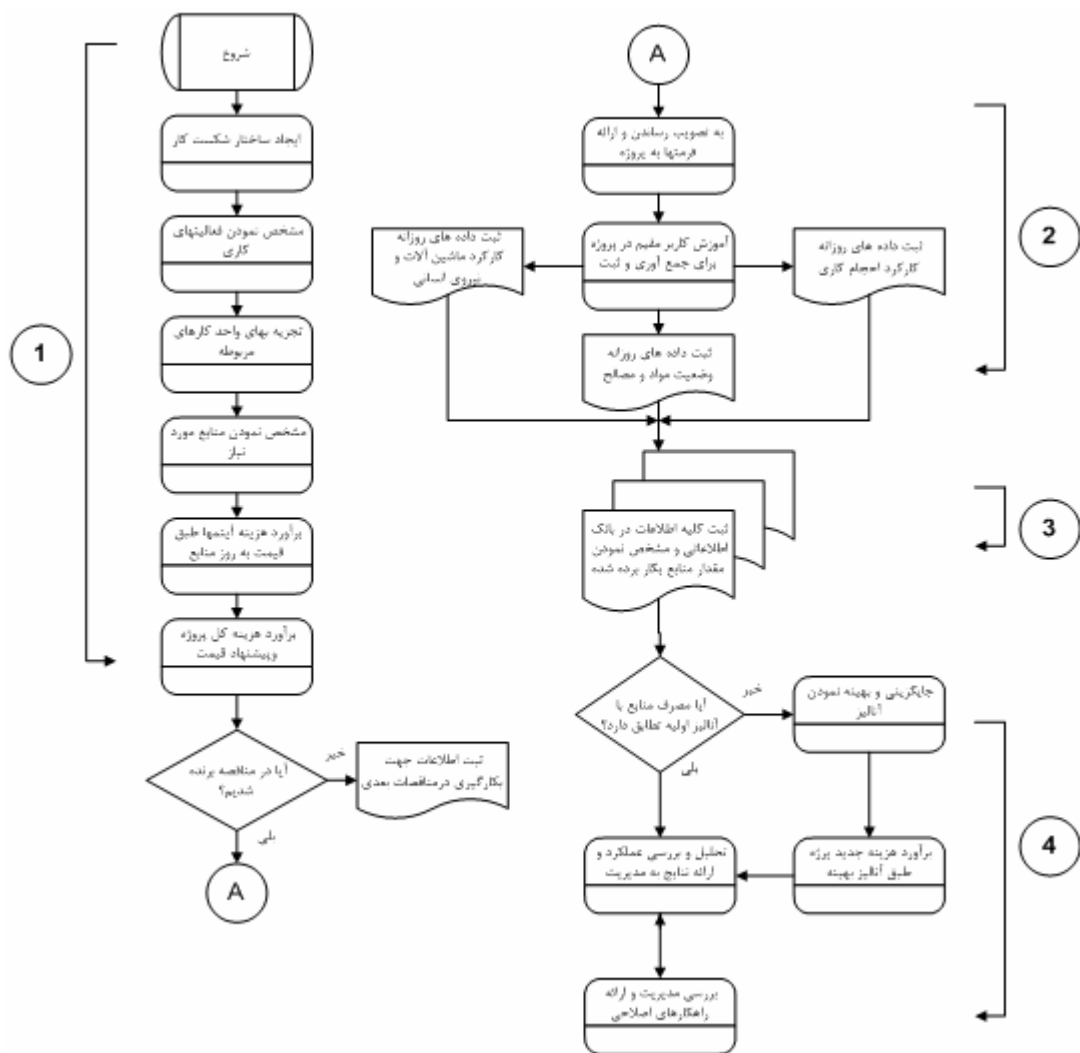 شروع
ایجاد ساختار شکست کار
مشخص نمودن فعالیتهای
کاری
تجزیه بهای واحد کارهای
مربوطه
مشخص نمودن منابع مورد
نیاز
برآورد هزینه آیتمها طبق
قیمت به روز منابع
برآورد هزینه کل پروژه
وپیشنهاد قیمت
آیا در مناقصه برنده
شدیم؟
خیر
ثبت اطلاعات جهت
بکارگیری درمناقصات بعدی
بلی
A
1
A
به تصویب رساندن و ارائه
فرمتها به پروژه
آموزش کاربر مقیم در پروژه
برای جمع آوری و ثبت
ثبت داده های روزانه
کارکرد احجام کاری
ثبت داده های روزانه
کارکرد ماشین آلات و
نیروی انسانی
ثبت داده های روزانه
وضعیت مواد و مصالح
2
ثبت کلیه اطلاعات در بانک
اطلاعاتی و مشخص نمودن
مقدار منابع بکار برده شده
3
آیا مصرف منابع با
آنالیز اولیه تطابق دارد؟
خیر
جایگزینی و بهینه نمودن
آنالیز
بلی
برآورد هزینه جدید پرژه
طبق آنالیز بهینه
تحلیل و بررسی عملکرد و
ارائه نتایج به مدیریت
بررسی مدیریت و ارائه
راهکارهای اصلاحی
4